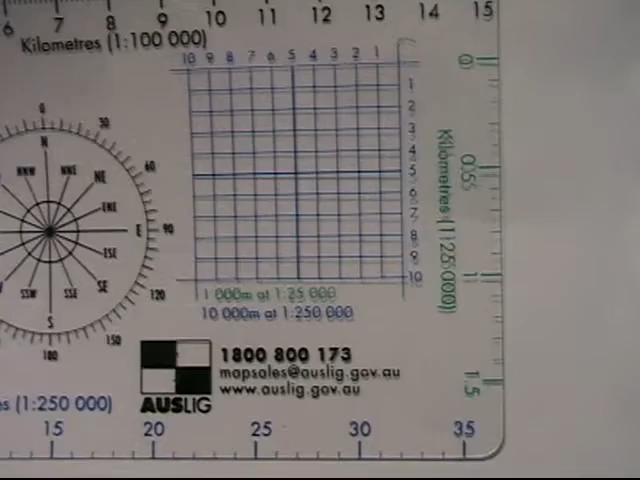 6 7 8 9 10 11 12 13 14 15
Kilometres (1:100 000)
10 9 8 7 6 5 4 3 2 1
1
2
3
4
5
6
7
8
9
10
0
0.5
1
1.5
Kilometres (1:25 000)
0
30
60
90
120
150
180
N
NNW
NNE
NE
ENE
E
ESE
SE
SSE
S
SSW
1 000m at 1:25 000
10 000m at 1:250 000
1800 800 173
mapsales@auslig.gov.au
www.auslig.gov.au
AUSLIG
(1:250 000)
15 20 25 30 35